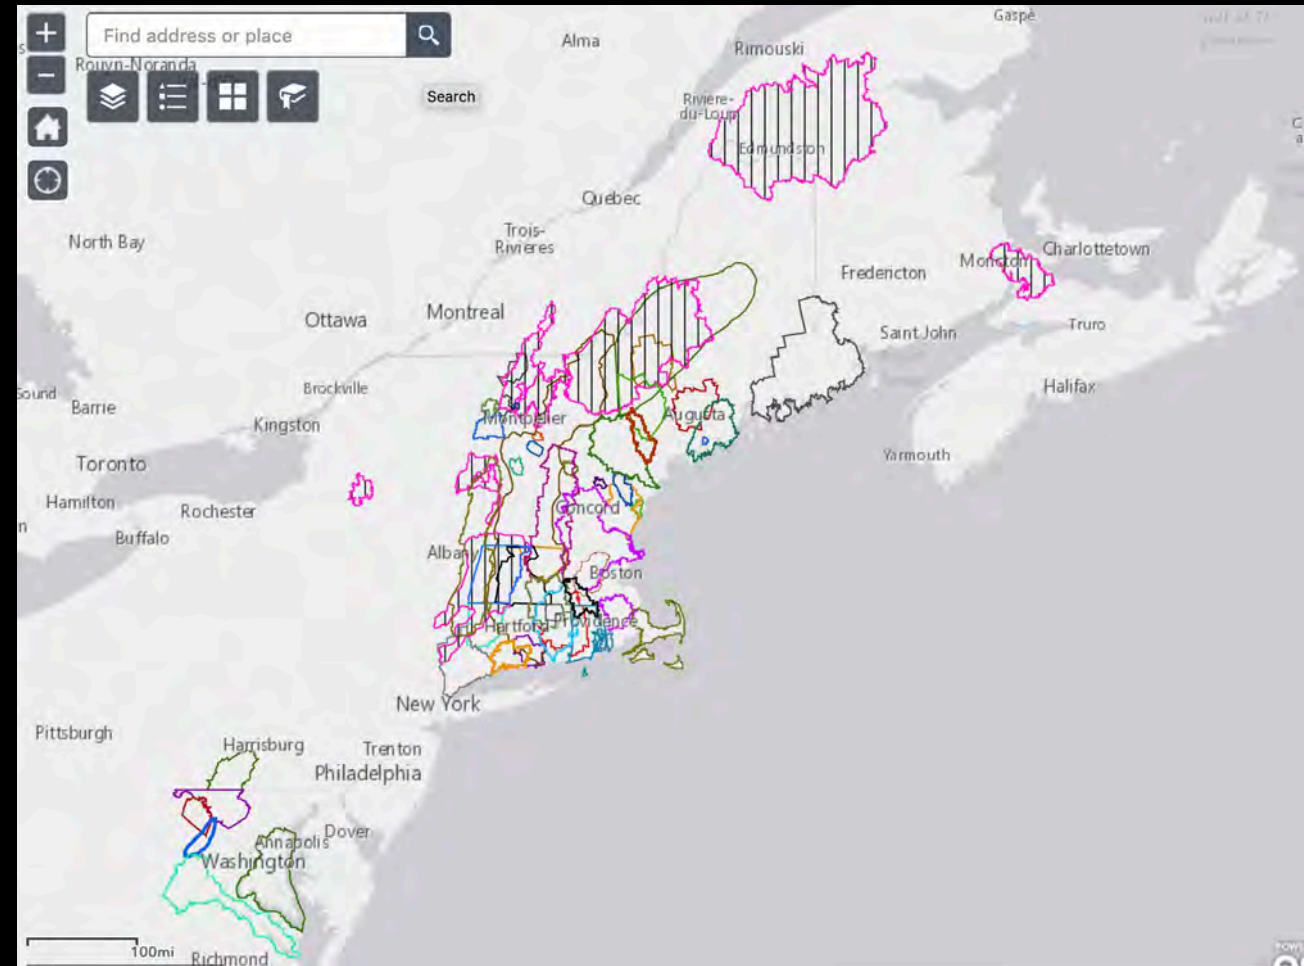 Find address or place
Search
Gaspé
Alma
Rimouski
Rouyn-Noranda
Rivière-
du-Loup
Edmundston
Quebec
Trois-
Rivieres
North Bay
Moncton
Charlottetown
Fredericton
Montreal
Ottawa
Truro
Saint John
Brockville
Halifax
Sound
Barrie
Montpelier
Augusta
Kingston
Yarmouth
Toronto
Hamilton
Rochester
Concord
Buffalo
Albany
Boston
Hartford
Providence
New York
Pittsburgh
Harrisburg
Trenton
Philadelphia
Dover
Annapolis
Washington
100mi
Richmond